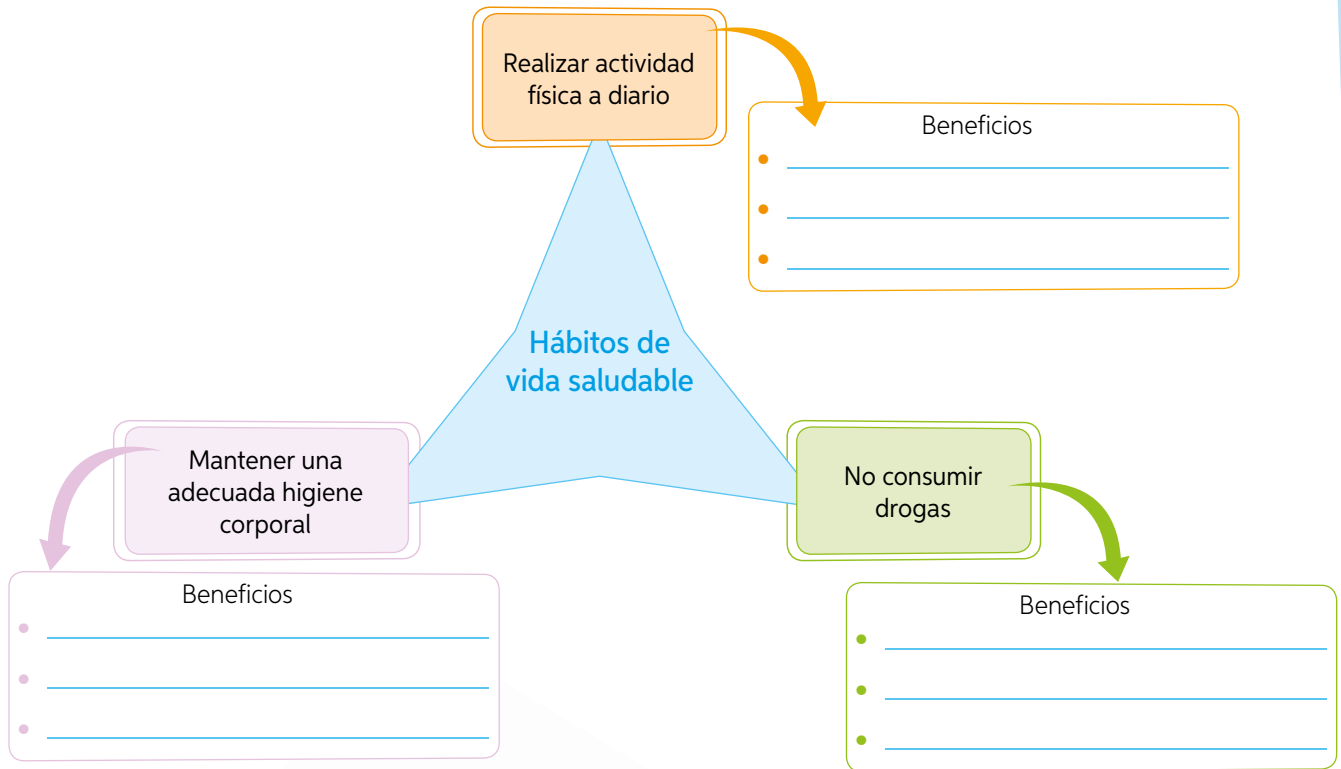 Realizar actividad
física a diario
Beneficios
Hábitos de
vida saludable
Mantener una
adecuada higiene
corporal
Beneficios
No consumir
drogas
Beneficios